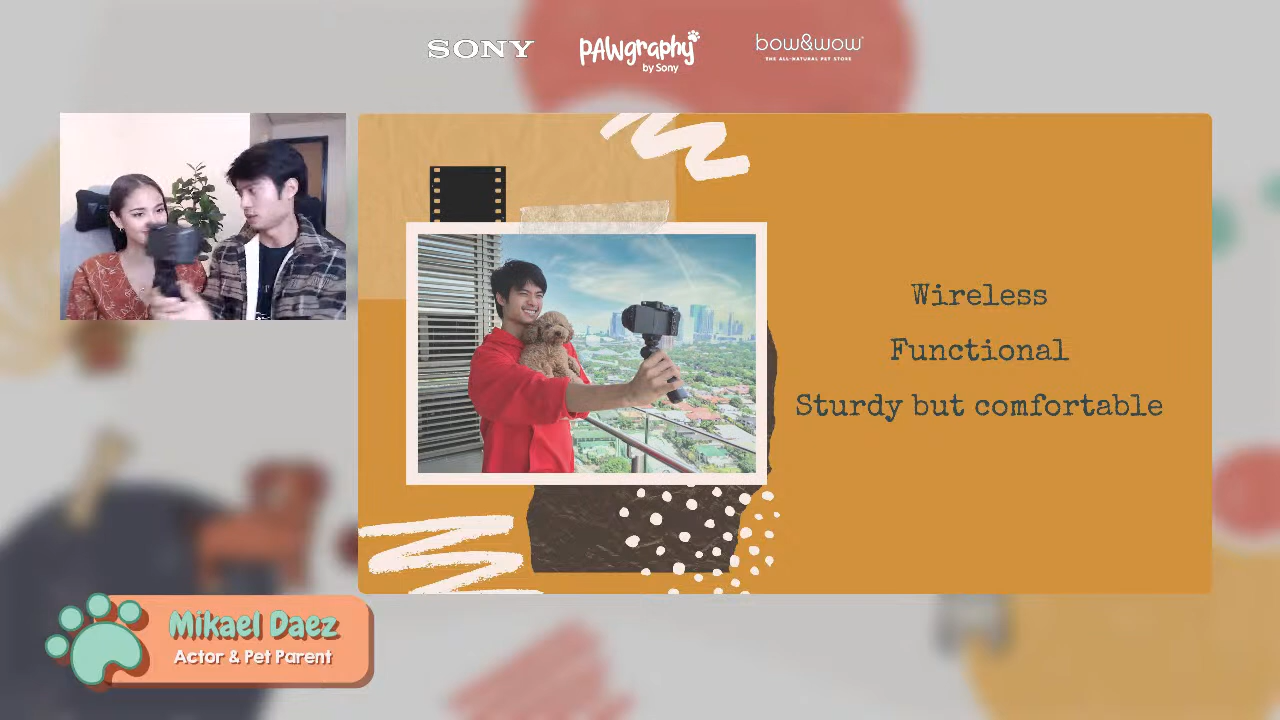 SONY
PAWgraphy
by Sony
bow&wow
THE ALL-NATURAL PET STORE
Wireless
Functional
Sturdy but comfortable
Mikael Daez
Actor & Pet Parent